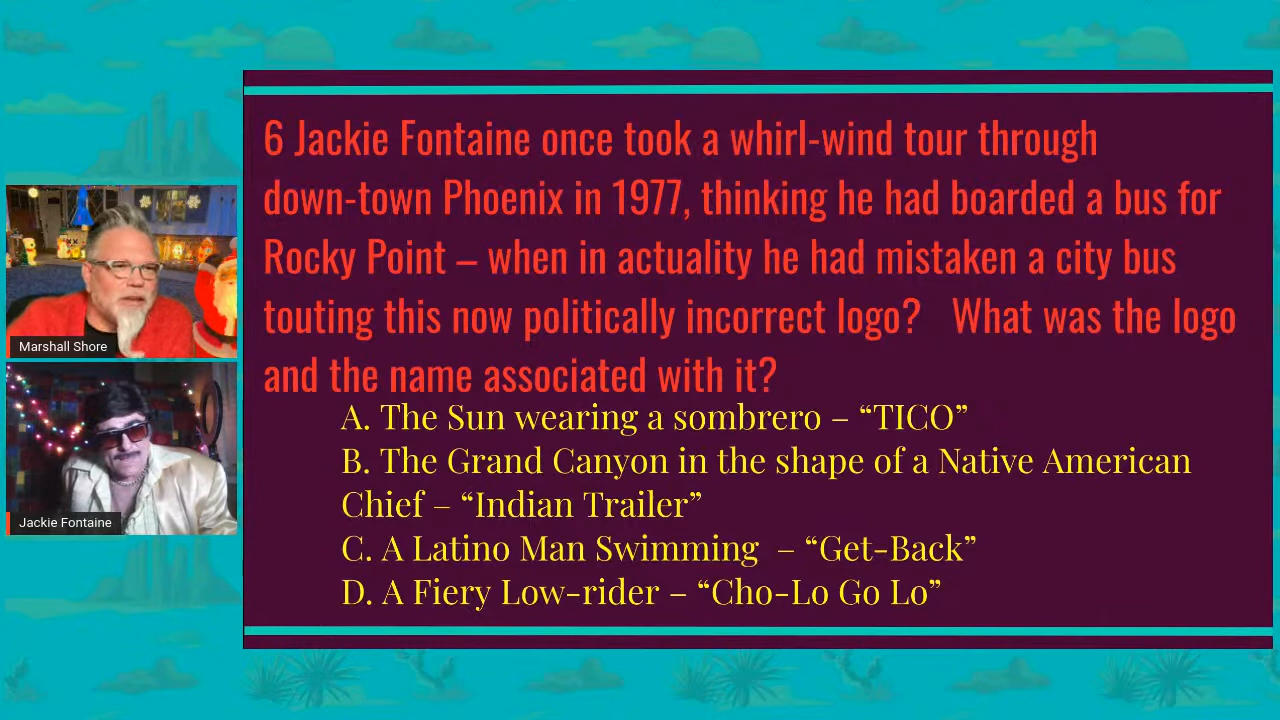 6 Jackie Fontaine once took a whirl-wind tour through
down-town Phoenix in 1977, thinking he had boarded a bus for
Rocky Point – when in actuality he had mistaken a city bus
touting this now politically incorrect logo?   What was the logo
and the name associated with it?
A. The Sun wearing a sombrero – “TICO”
B. The Grand Canyon in the shape of a Native American
Chief – “Indian Trailer”
C. A Latino Man Swimming  – “Get-Back”
D. A Fiery Low-rider – “Cho-Lo Go Lo”
Marshall Shore
Jackie Fontaine